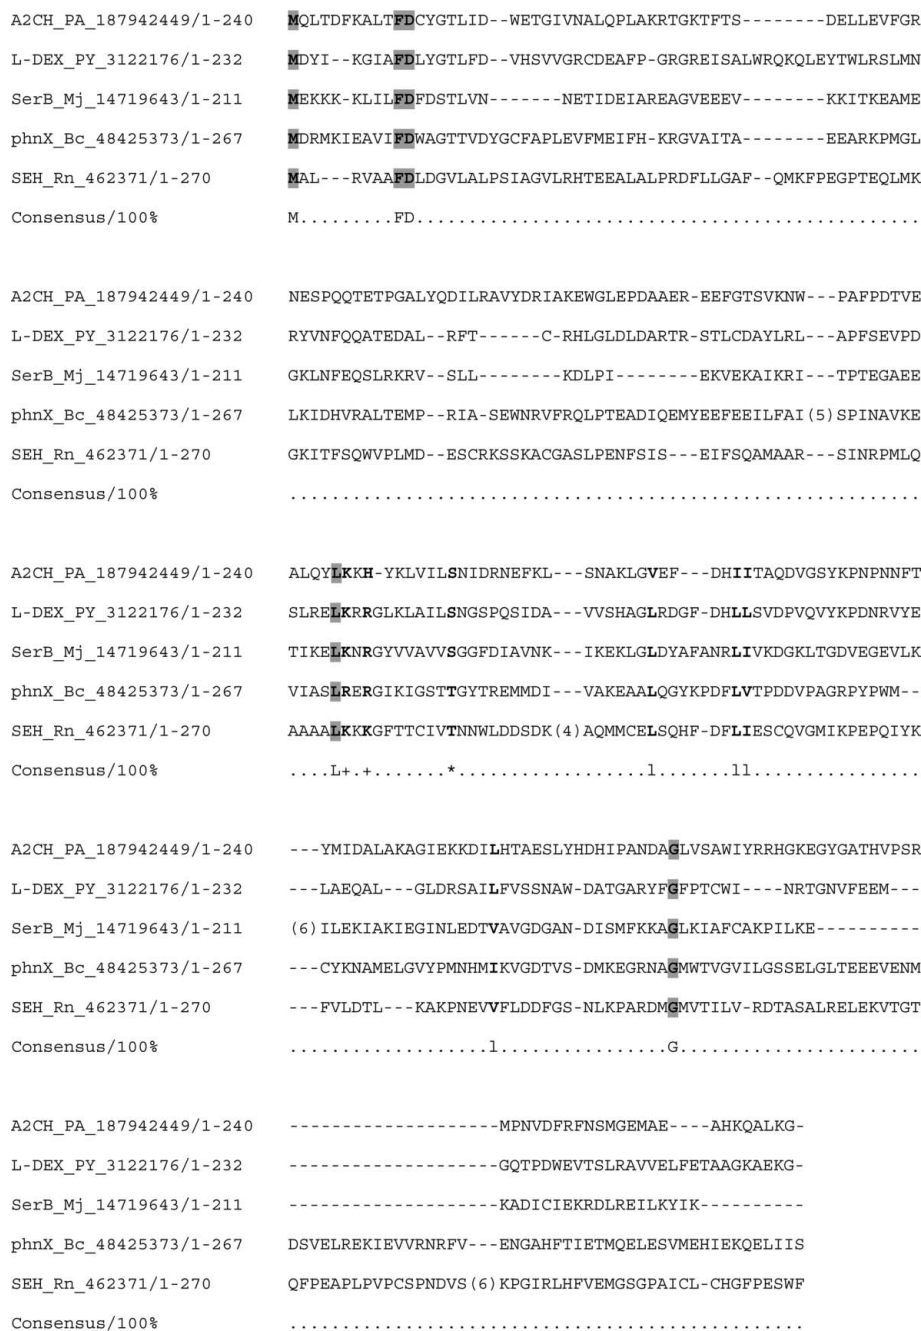 A2CH_PA_187942449/1-240 MQLTDFKALTFDCYGTLID--WETGIVNALQPLAKRTGKTFTS--------DELLEVFGR
L-DEX_PY_3122176/1-232 MDYI--KGIAFDLYGTLFD--VHSVVGRCDEAFP-GRGREISALWRQKQLEYTWLRSLMN
SerB_Mj_14719643/1-211 MEKKK-KLILFDFDSTLVN-------NETIDEIAREAGVEEEV------KKITKEAME
phnX_Bc_48425373/1-267 MDRMKIEAVIFDWAGTTVDYGCFAPLEVFMEIFH-KRGVAITA--------EEARKPMGL
SEH_Rn_462371/1-270 MAL---RVAAFDLDGVLALPSIAGVLRHTEEALALPRDFLLGAF--QMKFPEGPTEQLMK
Consensus/100% M.........FD................................................
A2CH_PA_187942449/1-240 NESPQQTETPGALYQDILRAVYDRIAKEWGLEPDAAER-EEFGTSVKNW---PAFPDTVE
L-DEX_PY_3122176/1-232 RYVNFQQATEDAL--RFT------C-RHLGLDLDARTR-STLCDAYLRL---APFSEVPD
SerB_Mj_14719643/1-211 GKLNFEQSLRKRV--SLL------KDLPI--------EKVEKAIKRI---TPTEGAEE
phnX_Bc_48425373/1-267 LKIDHVRALTEMP--RIA-SEWNRVFRQLPTEADIQEMYEEFEEILFAI(5)SPINAVKE
SEH_Rn_462371/1-270 GKITFSQWVPLMD--ESCRKSSKACGASLPENFSIS---EIFSQAMAAR---SINRPMLQ
Consensus/100% ............................................................
A2CH_PA_187942449/1-240 ALQYLKKH-YKLVILSNIDRNEFKL---SNAKLGVEF--DHIITAQDVGSYKPNPNNFT
L-DEX_PY_3122176/1-232 SLRELKRRGLKLAILSNGSPQSIDA---VVSHAGLRDGF-DHLLSVDPVQVYKPDNRVYE
SerB_Mj_14719643/1-211 TIKELKNRGYVVAVVSGGFDIAVNK---IKEKLGLDYAFANRLIVKDGKLTGDVEGEVLK
phnX_Bc_48425373/1-267 VIASLRERGIKIGSTTGYTREMMDI---VAKEAALQGYKPDFLVTPDDVPAGRPYPWM--
SEH_Rn_462371/1-270 AAAALKKKGFTTCIVTNNWLDDSDK(4)AQMMCELSQHF-DFLIESCQVGMIKPEPQIYK
Consensus/100% ....L+.+.......*..................l.......ll................
A2CH_PA_187942449/1-240 ---YMIDALAKAGIEKKDILHTAESLYHDHIPANDAGLVSAWIYRRHGKEGYGATHVPSR
L-DEX_PY_3122176/1-232 ---LAEQAL---GLDRSAILFVSSNAW-DATGARYFGFPTCWI----NRTGNVFEEM---
SerB_Mj_14719643/1-211 (6)ILEKIAKIEGINLEDTVAVGDGAN-DISMFKKAGLKIAFCAKPILKE----------
phnX_Bc_48425373/1-267 ---CYKNAMELGVYPMNHMIKVGDTVS-DMKEGRNAGMWTVGVILGSSELGLTEEEVENM
SEH_Rn_462371/1-270 ---FVLDTL---KAKPNEVVFLDDFGS-NLKPARDMGMVTILV-RDTASALRELEKVTGT
Consensus/100% ...................l................G.......................
A2CH_PA_187942449/1-240 --------------------MPNVDFRFNSMGEMAE----AHKQALKG-
L-DEX_PY_3122176/1-232 --------------------GQTPDWEVTSLRAVVELFETAAGKAEKG-
SerB_Mj_14719643/1-211 --------------------KADICIEKRDLREILKYIK----------
phnX_Bc_48425373/1-267 DSVELREKIEVVRNRFV---ENGAHFTIETMQELESVMEHIEKQELIIS
SEH_Rn_462371/1-270 QFPEAPLPVPCSPNDVS(6)KPGIRLHFVEMGSGPAICL-CHGFPESWF
Consensus/100% .................................................